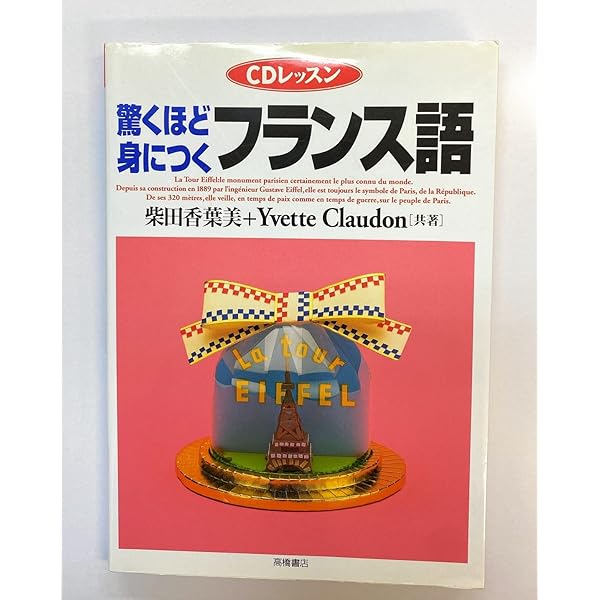 CDレッスン
驚くほど
身につく
フランス語
La Tour Eiffel:le monument parisien certainement le plus connu du monde.
Depuis sa construction en 1889 par l'ingénieur Gustave Eiffel, elle est toujours le symbole de Paris, de la République.
De ses 320 mètres, elle veille, en temps de paix comme en temps de guerre, sur le peuple de Paris.
柴田香葉美+Yvette Claudon[共著]
La tour
EIFFEL
高橋書店